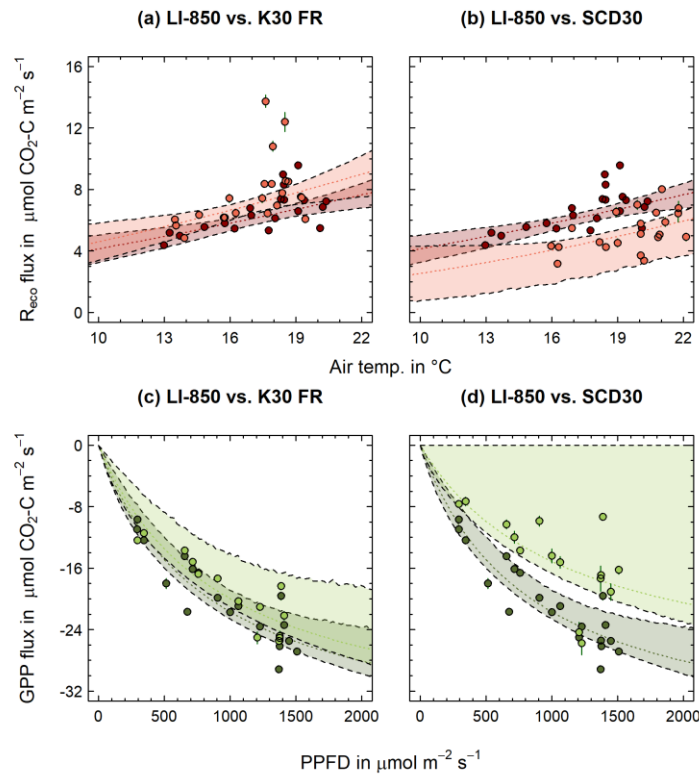 (a) LI-850 vs. K30 FR (b) LI-850 vs. SCD30
16
12
8
4
0
R_eco flux in μmol CO₂-C m⁻² s⁻¹
10 13 16 19 22 10 13 16 19 22
Air temp. in °C
(c) LI-850 vs. K30 FR (d) LI-850 vs. SCD30
0
-8
-16
-24
-32
GPP flux in μmol CO₂-C m⁻² s⁻¹
0 500 1000 1500 2000 0 500 1000 1500 2000
PPFD in μmol m⁻² s⁻¹